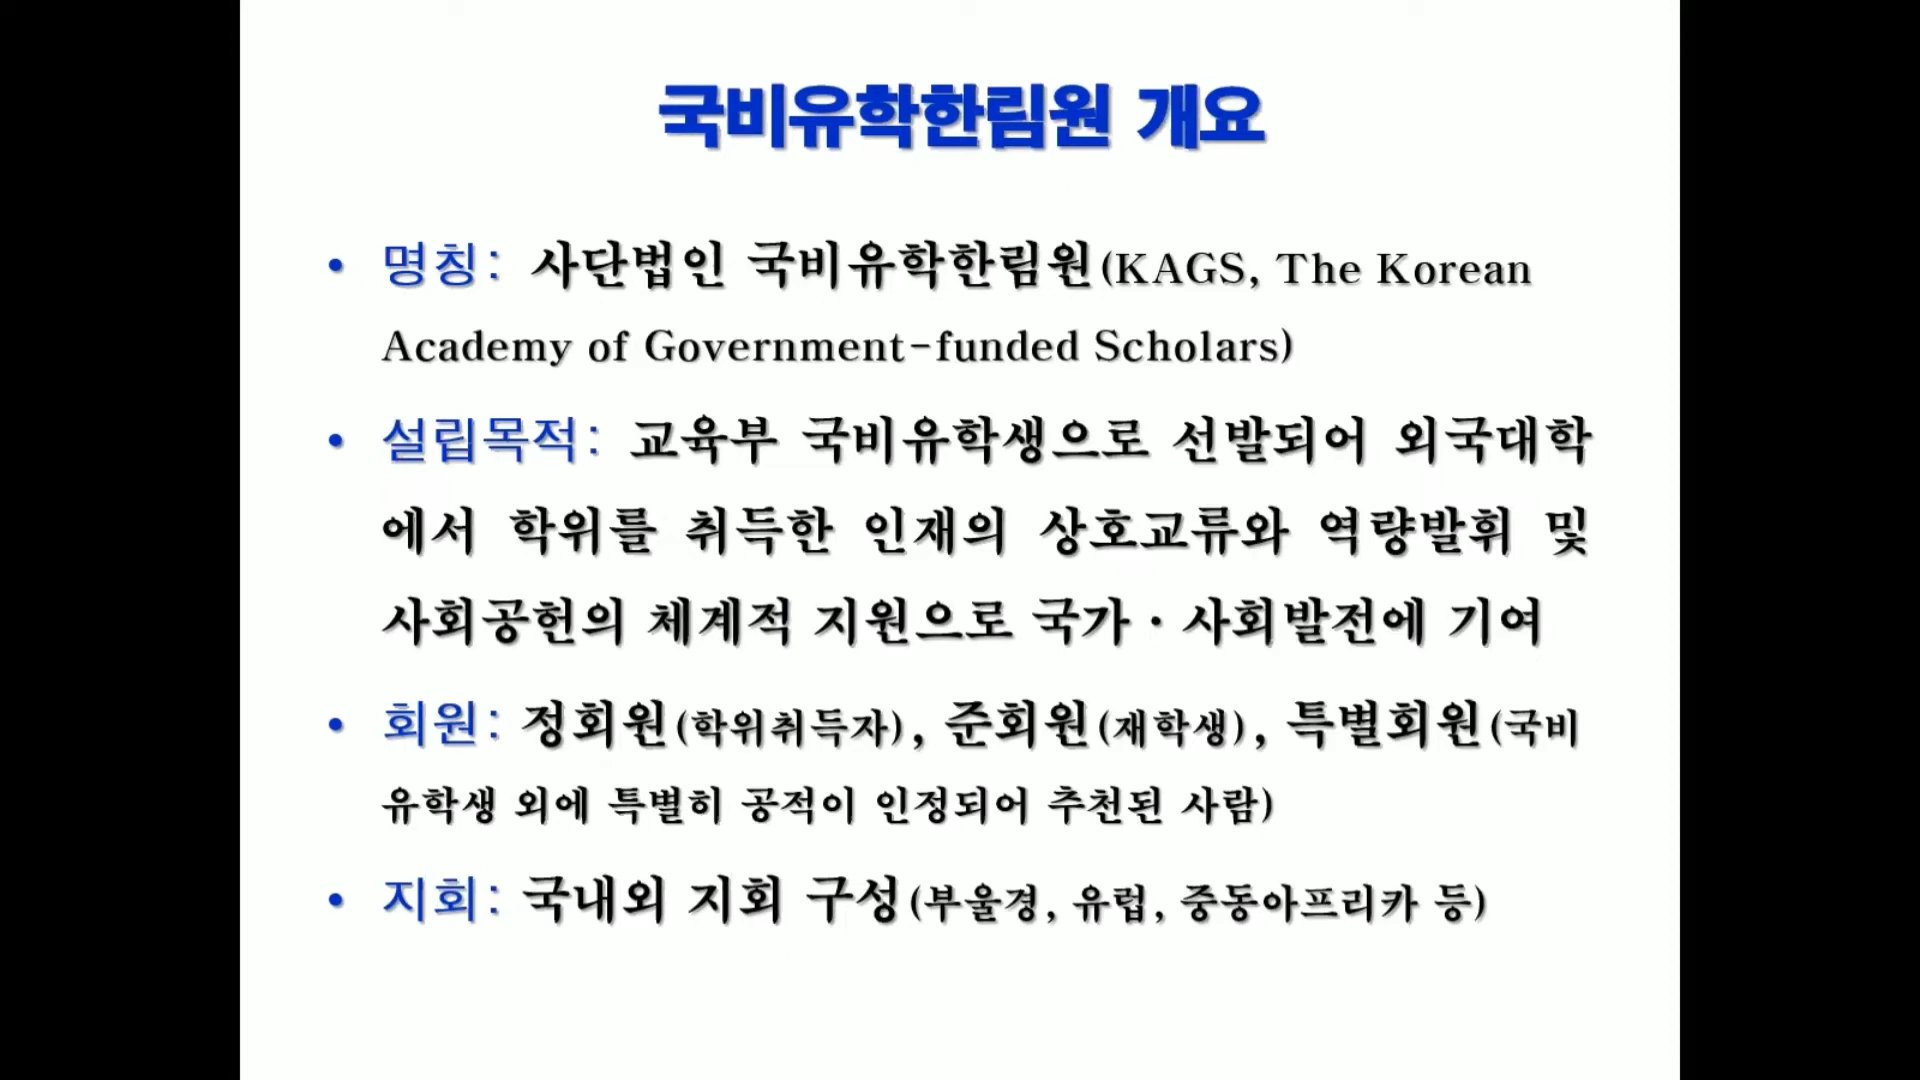 국비유학한림원 개요
• 명칭: 사단법인 국비유학한림원(KAGS, The Korean
Academy of Government-funded Scholars)
• 설립목적: 교육부 국비유학생으로 선발되어 외국대학
에서 학위를 취득한 인재의 상호교류와 역량발휘 및
사회공헌의 체계적 지원으로 국가·사회발전에 기여
• 회원: 정회원(학위취득자), 준회원(재학생), 특별회원(국비
유학생 외에 특별히 공적이 인정되어 추천된 사람)
• 지회: 국내외 지회 구성(부울경, 유럽, 중동아프리카 등)